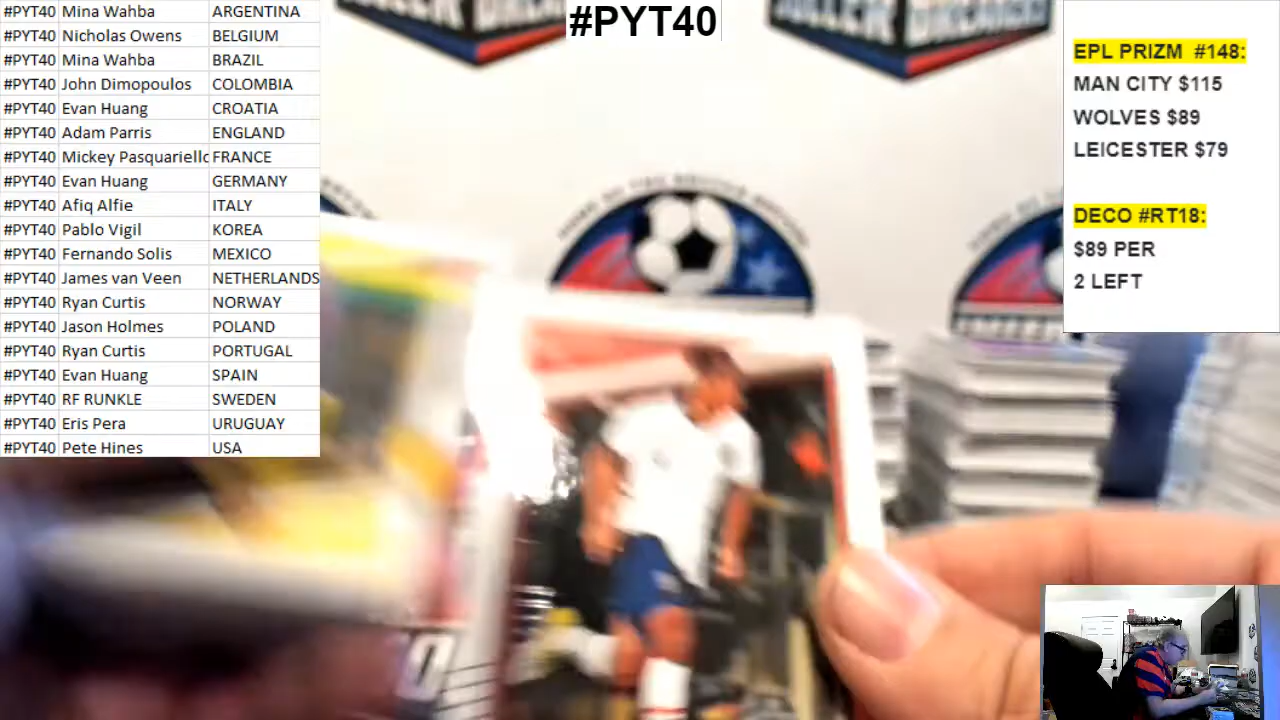 #PYT40
#PYT40 Mina Wahba ARGENTINA
#PYT40 Nicholas Owens BELGIUM
#PYT40 Mina Wahba BRAZIL
#PYT40 John Dimopoulos COLOMBIA
#PYT40 Evan Huang CROATIA
#PYT40 Adam Parris ENGLAND
#PYT40 Mickey Pasquariello FRANCE
#PYT40 Evan Huang GERMANY
#PYT40 Afiq Alfie ITALY
#PYT40 Pablo Vigil KOREA
#PYT40 Fernando Solis MEXICO
#PYT40 James van Veen NETHERLANDS
#PYT40 Ryan Curtis NORWAY
#PYT40 Jason Holmes POLAND
#PYT40 Ryan Curtis PORTUGAL
#PYT40 Evan Huang SPAIN
#PYT40 RF RUNKLE SWEDEN
#PYT40 Eris Pera URUGUAY
#PYT40 Pete Hines USA
EPL PRIZM #148:
MAN CITY $115
WOLVES $89
LEICESTER $79
DECO #RT18:
$89 PER
2 LEFT